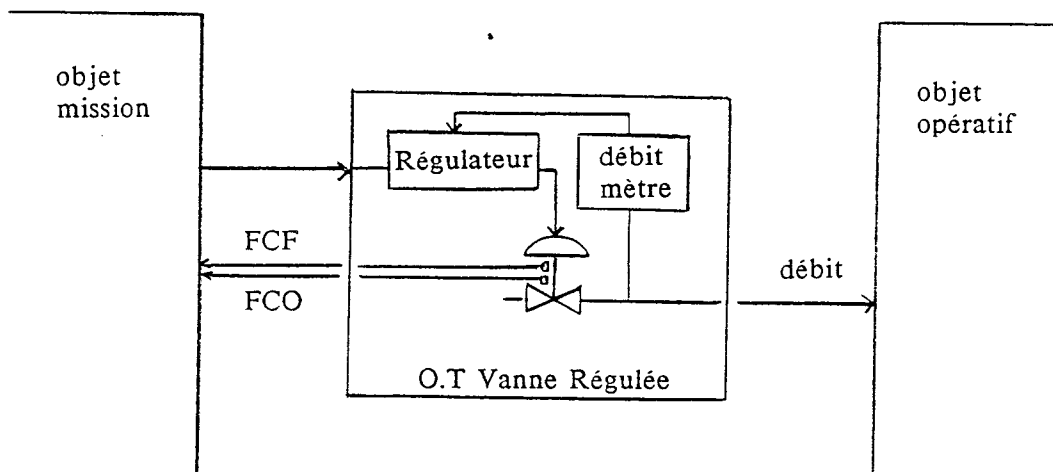 objet
mission
objet
opératif
Régulateur
débit
mètre
FCF
FCO
débit
O.T Vanne Régulée